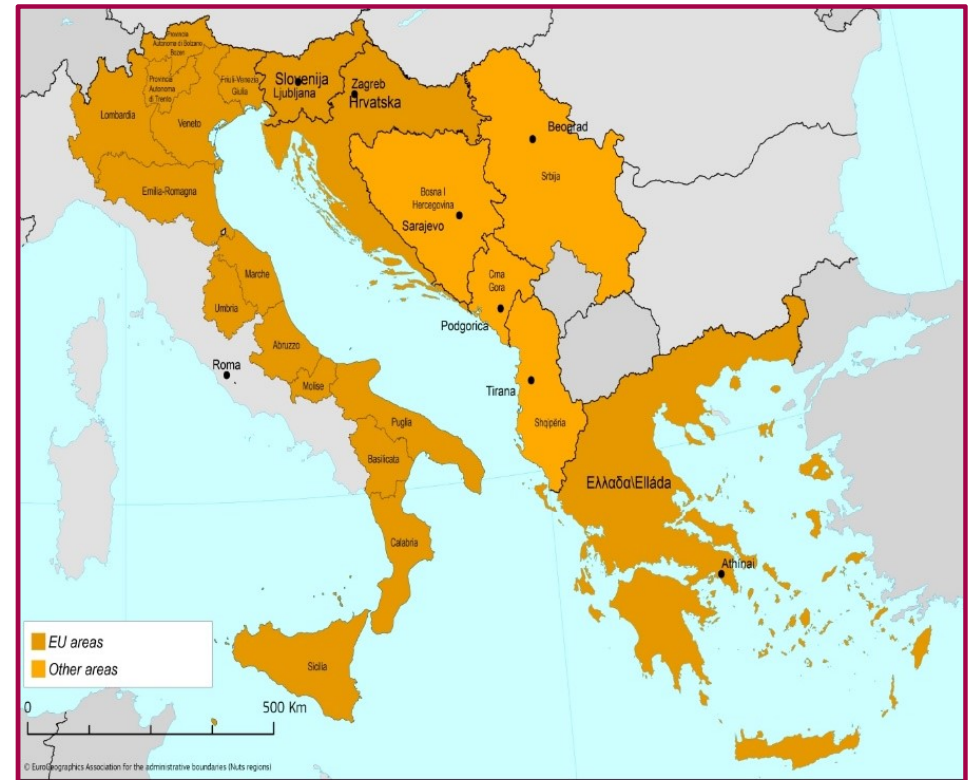 Provincia
Autonoma di Bolzano
Bozen
Provincia
Autonoma
di Trento
Friuli-Venezia
Giulia
Lombardia
Veneto
Emilia-Romagna
Slovenija
Ljubljana
Zagreb
Hrvatska
Beograd
Srbija
Bosna I
Hercegovina
Sarajevo
Marche
Umbria
Crna
Gora
Podgorica
Abruzzo
Roma
Molise
Tirana
Puglia
Shqipëria
Basilicata
Ελλαδα\Elláda
Calabria
Athínai
Sicilia
EU areas
Other areas
0
500 Km
© EuroGeographics Association for the administrative boundaries (Nuts regions)